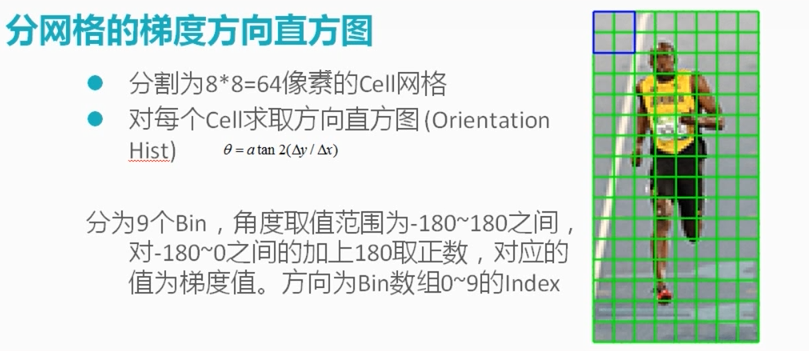 分网格的梯度方向直方图
分割为8*8=64像素的Cell网格
对每个Cell求取方向直方图(Orientation
Hist) θ = a tan 2(Δy / Δx)
分为9个Bin，角度取值范围为-180~180之间，
对-180~0之间的加上180取正数，对应的
值为梯度值。方向为Bin数组0~9的Index